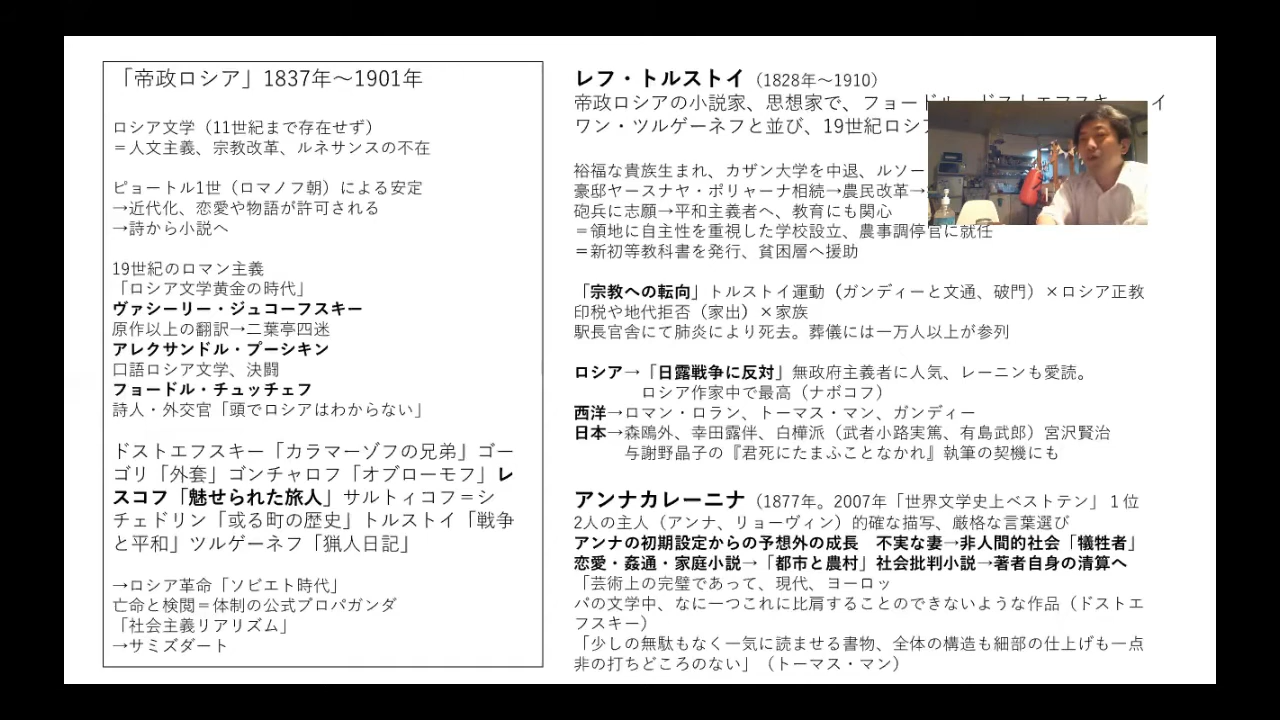 「帝政ロシア」1837年～1901年
ロシア文学（11世紀まで存在せず）
＝人文主義、宗教改革、ルネサンスの不在
ピョートル1世（ロマノフ朝）による安定
→近代化、恋愛や物語が許可される
→詩から小説へ
19世紀のロマン主義
「ロシア文学黄金の時代」
ヴァシーリー・ジュコーフスキー
原作以上の翻訳→二葉亭四迷
アレクサンドル・プーシキン
口語ロシア文学、決闘
フョードル・チュッチェフ
詩人・外交官「頭でロシアはわからない」
ドストエフスキー「カラマーゾフの兄弟」ゴー
ゴリ「外套」ゴンチャロフ「オブローモフ」レ
スコフ「魅せられた旅人」サルトィコフ＝シ
チェドリン「或る町の歴史」トルストイ「戦争
と平和」ツルゲーネフ「猟人日記」
→ロシア革命「ソビエト時代」
亡命と検閲＝体制の公式プロパガンダ
「社会主義リアリズム」
→サミズダート
レフ・トルストイ（1828年～1910）
帝政ロシアの小説家、思想家で、フョードル・ドストエフスキー、イ
ワン・ツルゲーネフと並び、19世紀ロシ
裕福な貴族生まれ、カザン大学を中退、ルソー
豪邸ヤースナヤ・ポリャーナ相続→農民改革→
砲兵に志願→平和主義者へ、教育にも関心
＝領地に自主性を重視した学校設立、農事調停官に就任
＝新初等教科書を発行、貧困層へ援助
「宗教への転向」トルストイ運動（ガンディーと文通、破門）×ロシア正教
印税や地代拒否（家出）×家族
駅長官舎にて肺炎により死去。葬儀には一万人以上が参列
ロシア→「日露戦争に反対」無政府主義者に人気、レーニンも愛読。
ロシア作家中で最高（ナボコフ）
西洋→ロマン・ロラン、トーマス・マン、ガンディー
日本→森鴎外、幸田露伴、白樺派（武者小路実篤、有島武郎）宮沢賢治
与謝野晶子の『君死にたまふことなかれ』執筆の契機にも
アンナカレーニナ（1877年。2007年「世界文学史上ベストテン」１位
2人の主人（アンナ、リョーヴィン）的確な描写、厳格な言葉選び
アンナの初期設定からの予想外の成長　不実な妻→非人間的社会「犠牲者」
恋愛・姦通・家庭小説→「都市と農村」社会批判小説→著者自身の清算へ
「芸術上の完璧であって、現代、ヨーロッ
パの文学中、なに一つこれに比肩することのできないような作品（ドストエ
フスキー）
「少しの無駄もなく一気に読ませる書物、全体の構造も細部の仕上げも一点
非の打ちどころのない」（トーマス・マン）